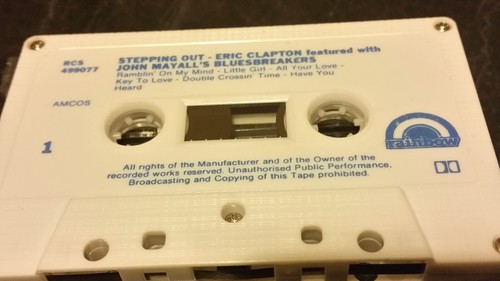 RCS
499077
STEPPING OUT - ERIC CLAPTON featured with
JOHN MAYALL'S BLUESBREAKERS
Ramblin' On My Mind - Little Girl - All Your Love -
Key To Love - Double Crossin' Time - Have You
Heard
AMCOS
1
rainbow
All rights of the Manufacturer and of the Owner of the
recorded works reserved. Unauthorised Public Performance,
Broadcasting and Copying of this Tape prohibited.